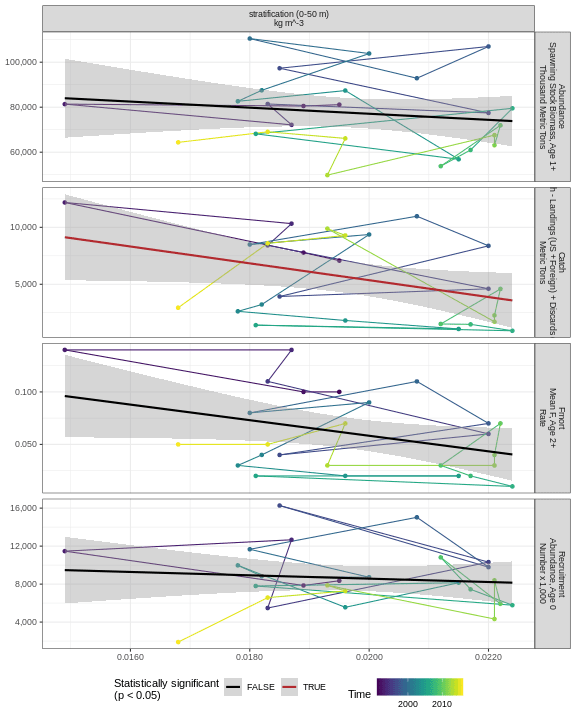 stratification (0-50 m)
kg m^-3
100,000
80,000
60,000
Abundance
Spawning Stock Biomass, Age 1+
Thousand Metric Tons
10,000
5,000
Catch
h - Landings (US +Foreign) + Discards
Metric Tons
0.100
0.050
Fmort
Mean F, Age 2+
Rate
16,000
12,000
8,000
4,000
Recruitment
Abundance, Age 0
Number x 1,000
0.0160 0.0180 0.0200 0.0220
Statistically significant
(p < 0.05)
FALSE TRUE
Time
2000 2010